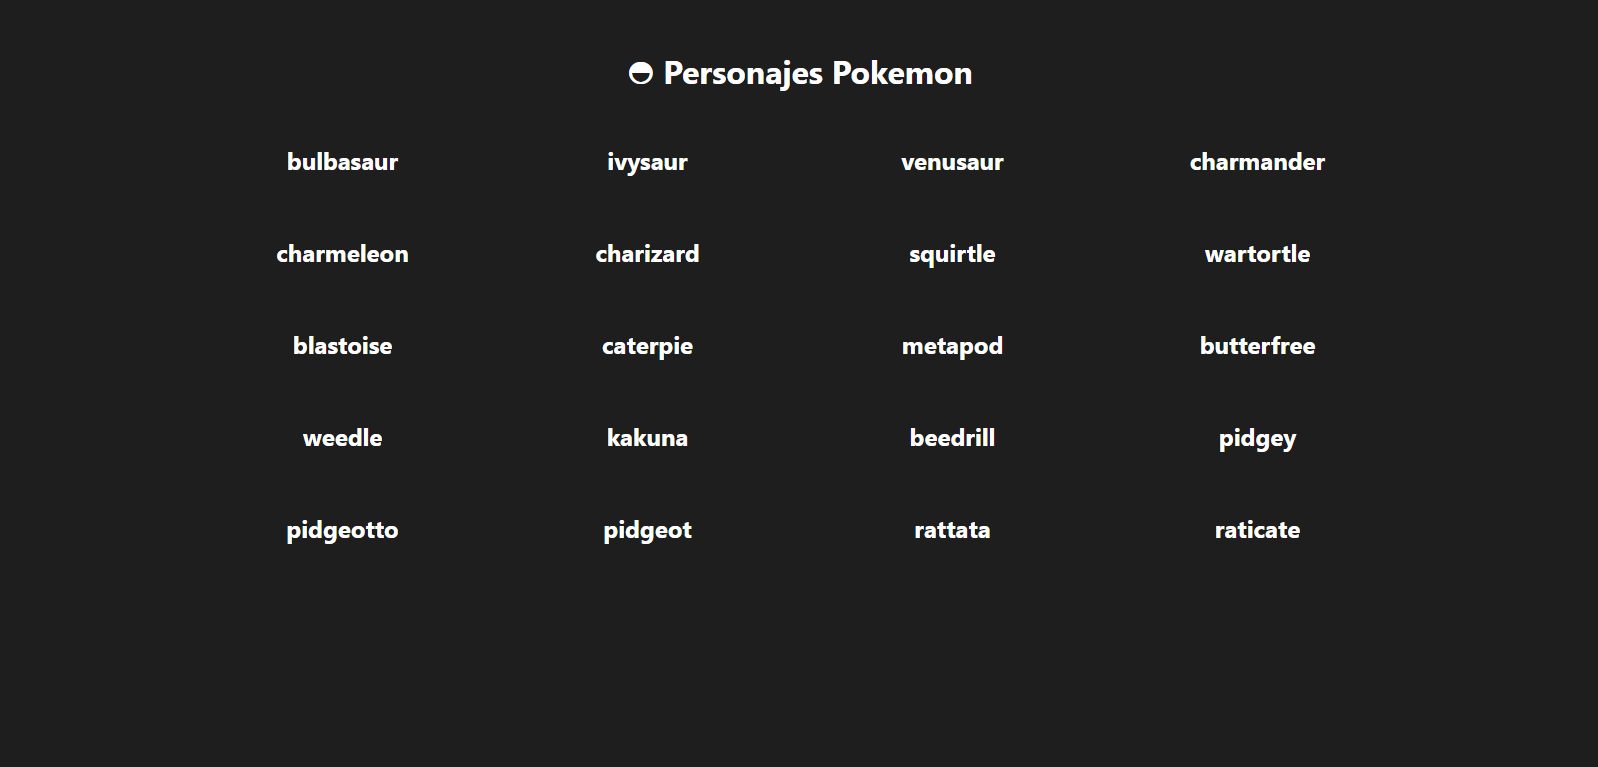 ◓ Personajes Pokemon
bulbasaur ivysaur venusaur charmander
charmeleon charizard squirtle wartortle
blastoise caterpie metapod butterfree
weedle kakuna beedrill pidgey
pidgeotto pidgeot rattata raticate